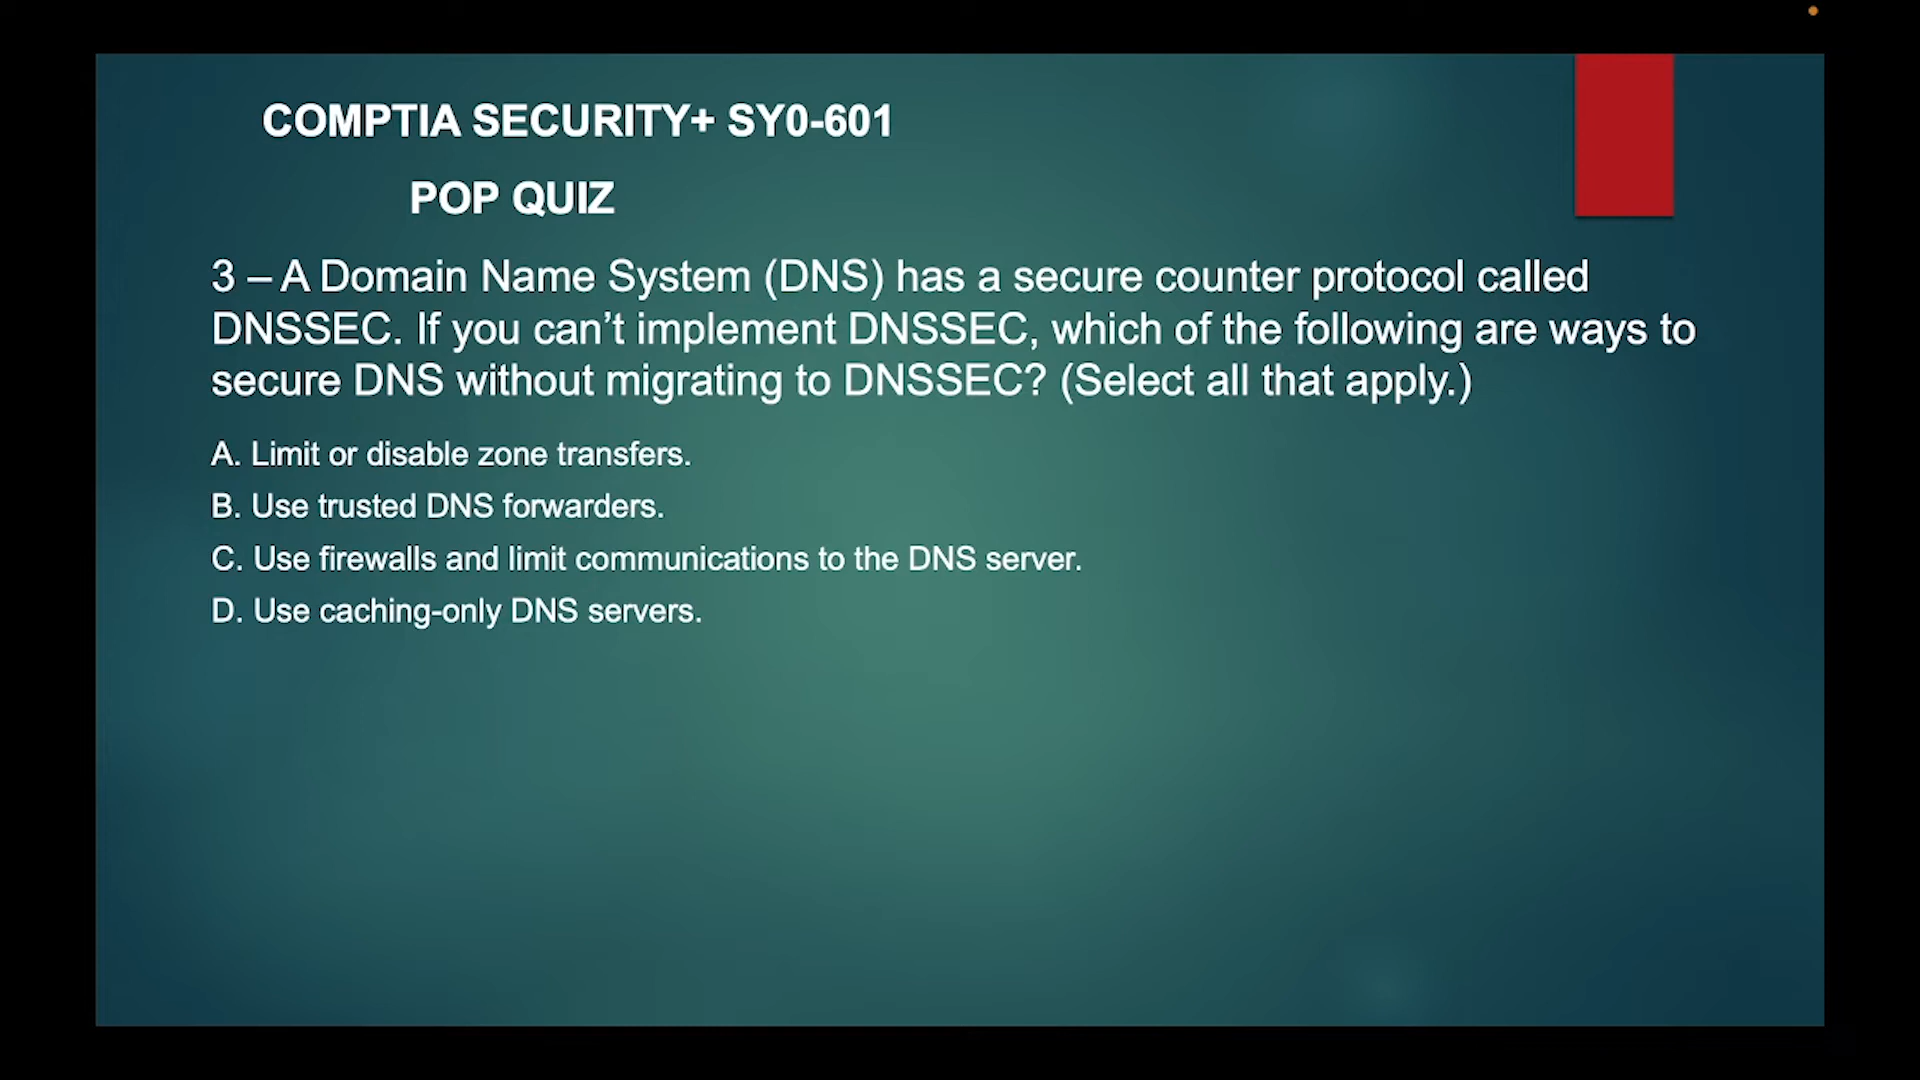 COMPTIA SECURITY+ SY0-601
POP QUIZ
3 – A Domain Name System (DNS) has a secure counter protocol called
DNSSEC. If you can’t implement DNSSEC, which of the following are ways to
secure DNS without migrating to DNSSEC? (Select all that apply.)
A. Limit or disable zone transfers.
B. Use trusted DNS forwarders.
C. Use firewalls and limit communications to the DNS server.
D. Use caching-only DNS servers.